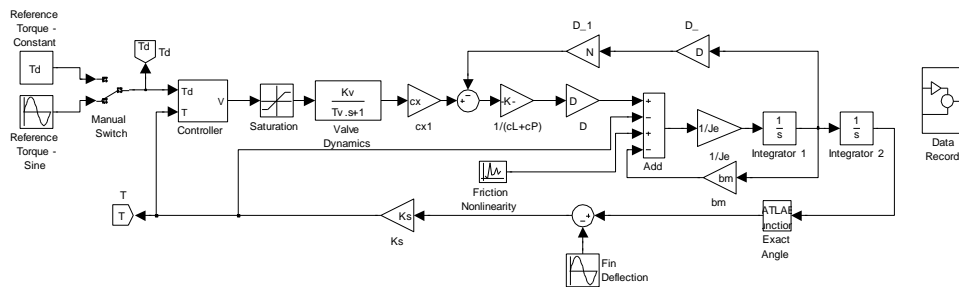 Reference
Torque -
Constant
Td
Td
Td
Manual
Switch
Reference
Torque -
Sine
Td
T
V
Controller
Saturation
Kv
Tv.s+1
Valve
Dynamics
cx
cx1
D_1
N
D_
D
-K-
1/(cL+cP)
D
D
Add
1/Je
1/Je
1
s
Integrator 1
1
s
Integrator 2
bm
bm
Friction
Nonlinearity
T
T
Ks
Ks
Fin
Deflection
ATLAB
unction
Exact
Angle
Data
Record